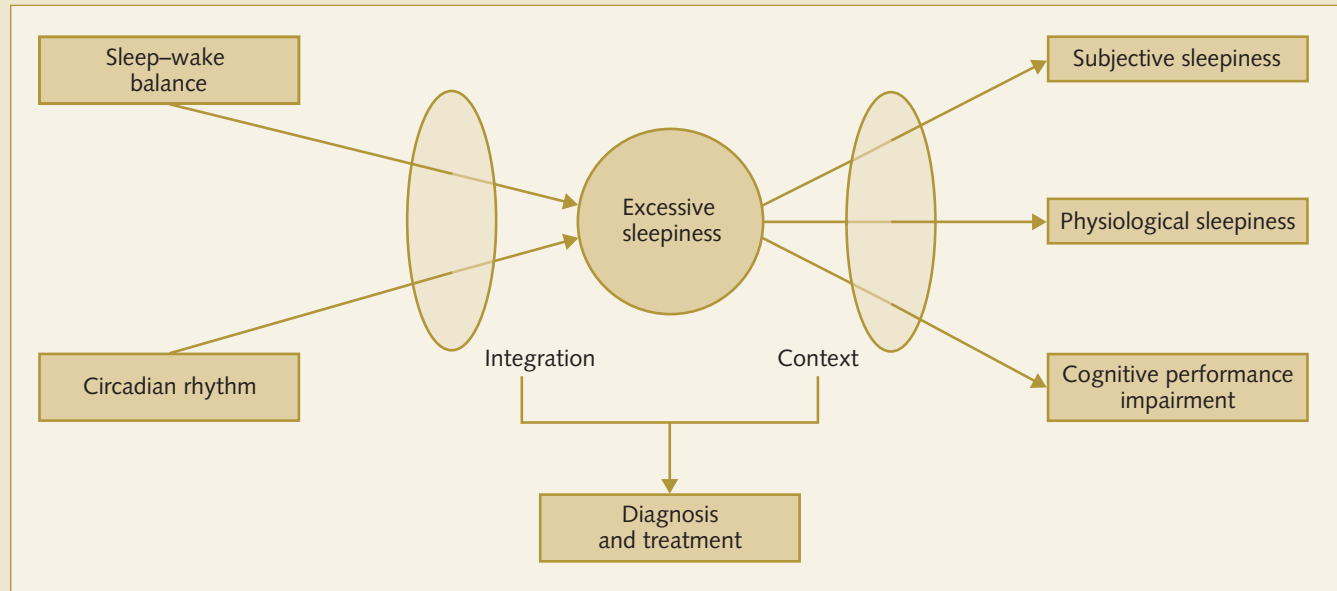 Sleep–wake
balance
Circadian rhythm
Integration
Excessive
sleepiness
Context
Subjective sleepiness
Physiological sleepiness
Cognitive performance
impairment
Diagnosis
and treatment